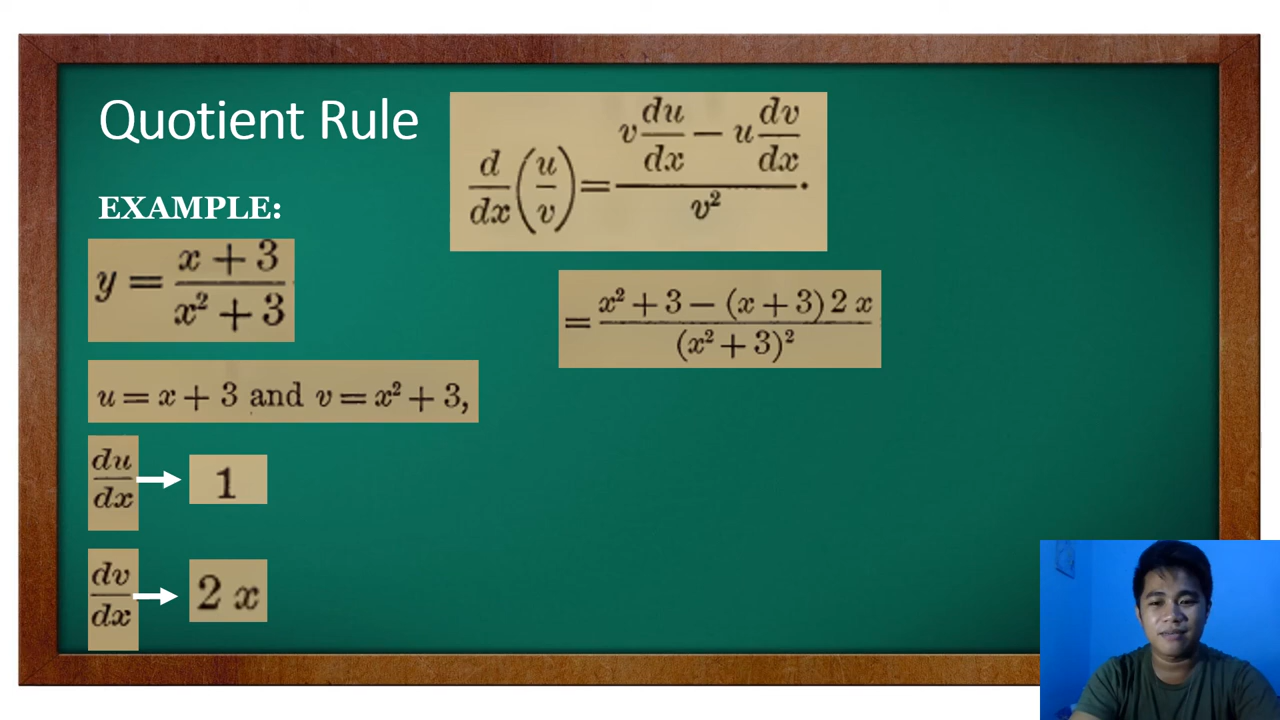 Quotient Rule
d/dx (u/v) = (v du/dx − u dv/dx) / v².
EXAMPLE:
y = (x + 3) / (x² + 3)
= (x² + 3 − (x + 3) 2 x) / (x² + 3)²
u = x + 3 and v = x² + 3,
du/dx → 1
dv/dx → 2 x